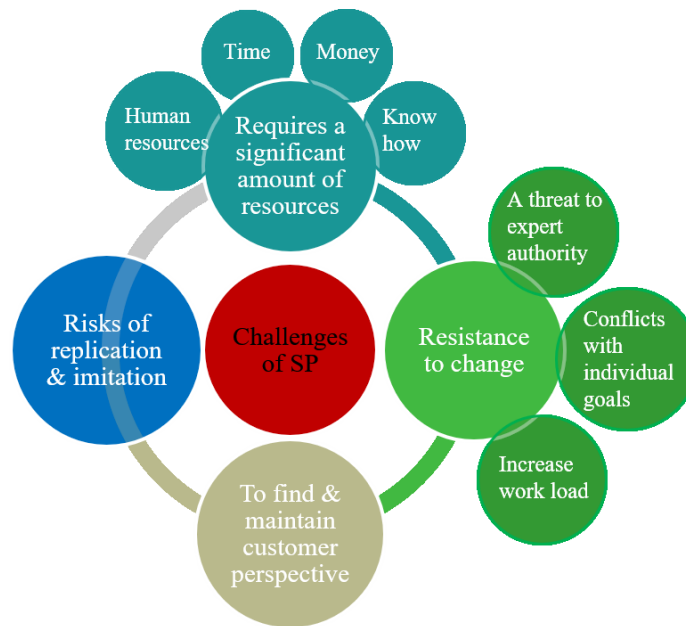 Time
Money
Human
resources
Know
how
Requires a
significant
amount of
resources
A threat to
expert
authority
Conflicts
with
individual
goals
Increase
work load
Resistance
to change
Challenges
of SP
Risks of
replication
& imitation
To find &
maintain
customer
perspective